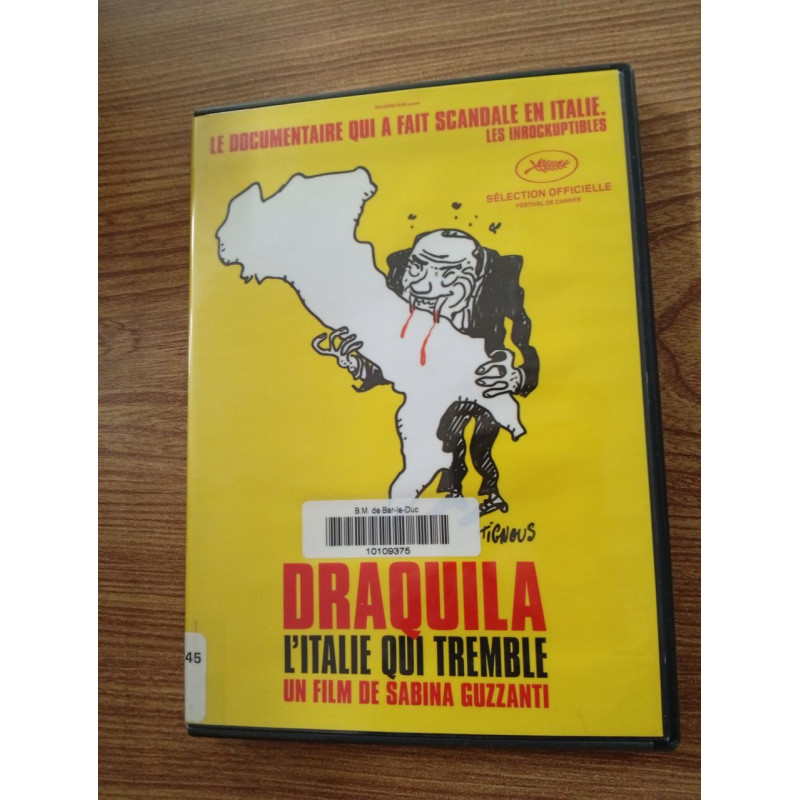 LE DOCUMENTAIRE QUI A FAIT SCANDALE EN ITALIE.
LES INROCKUPTIBLES
SÉLECTION OFFICIELLE
FESTIVAL DE CANNES
B.M. de Bar-le-Duc
10109375
TIGNOUS
DRAQUILA
L'ITALIE QUI TREMBLE
UN FILM DE SABINA GUZZANTI
45